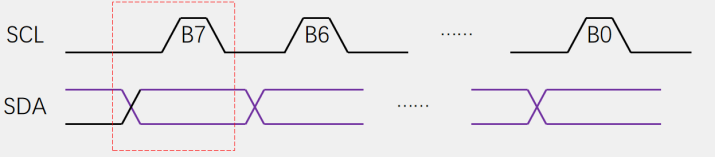 SCL B7 B6 ...... B0
SDA ......